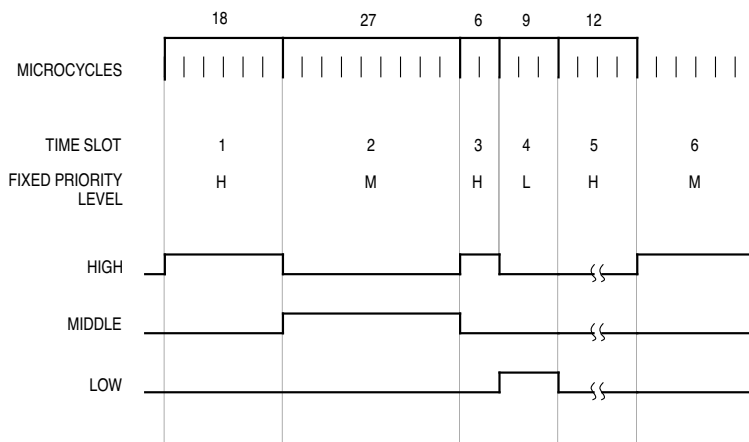 18 27 6 9 12
MICROCYCLES
TIME SLOT 1 2 3 4 5 6
FIXED PRIORITY
LEVEL
H M H L H M
HIGH
MIDDLE
LOW